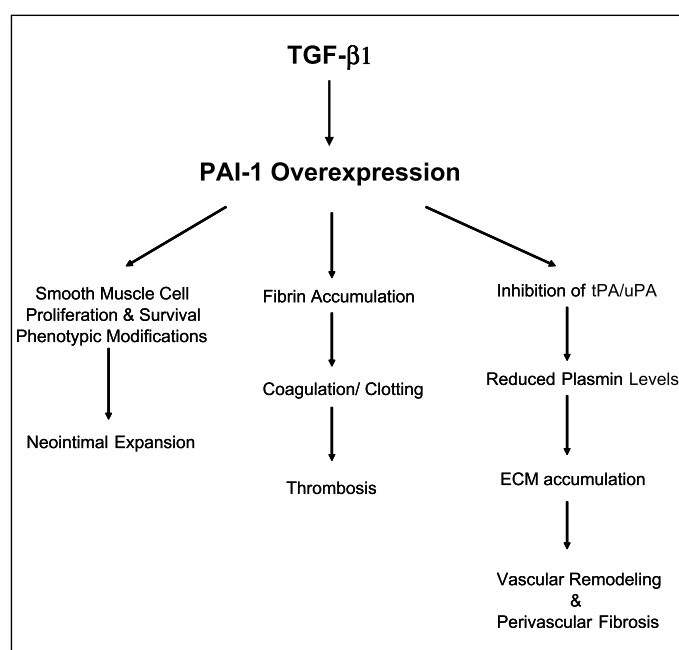 TGF-β1
PAI-1 Overexpression
Smooth Muscle Cell
Proliferation & Survival
Phenotypic Modifications
Neointimal Expansion
Fibrin Accumulation
Coagulation/ Clotting
Thrombosis
Inhibition of tPA/uPA
Reduced Plasmin Levels
ECM accumulation
Vascular Remodeling
&
Perivascular Fibrosis